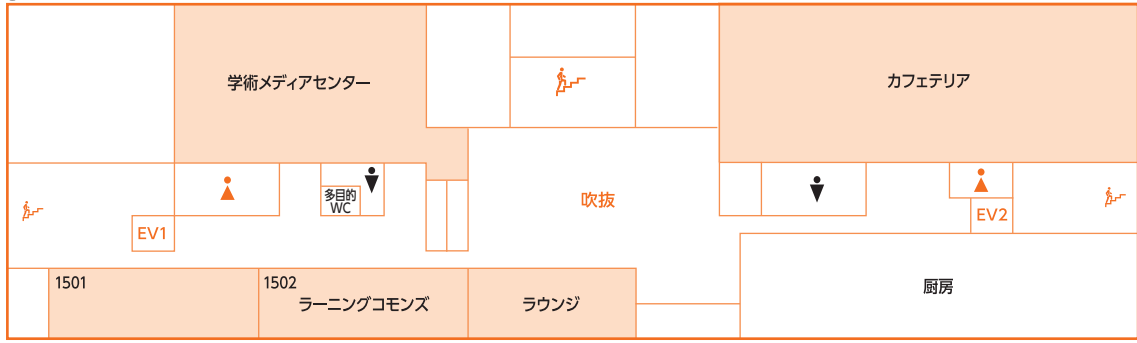 学術メディアセンター
カフェテリア
多目的
WC
吹抜
EV1
EV2
1501
1502
ラーニングコモンズ
ラウンジ
厨房